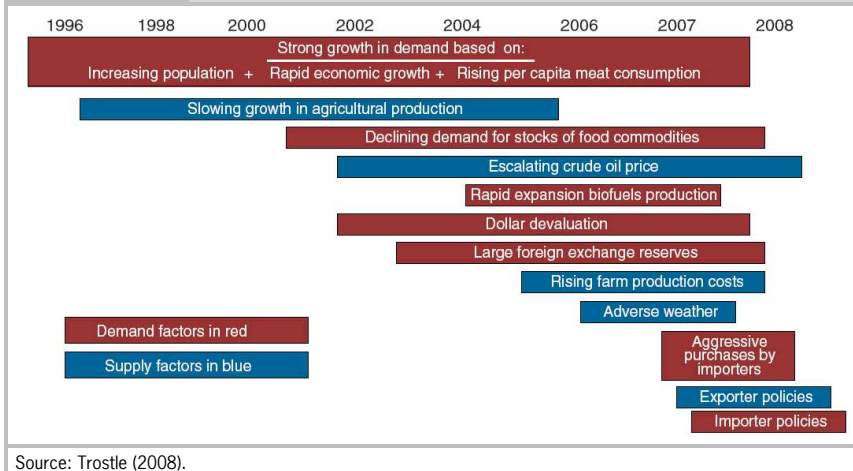 1996 1998 2000 2002 2004 2006 2007 2008
Strong growth in demand based on:
Increasing population + Rapid economic growth + Rising per capita meat consumption
Slowing growth in agricultural production
Declining demand for stocks of food commodities
Escalating crude oil price
Rapid expansion biofuels production
Dollar devaluation
Large foreign exchange reserves
Rising farm production costs
Adverse weather
Demand factors in red
Supply factors in blue
Aggressive
purchases by
importers
Exporter policies
Importer policies
Source: Trostle (2008).